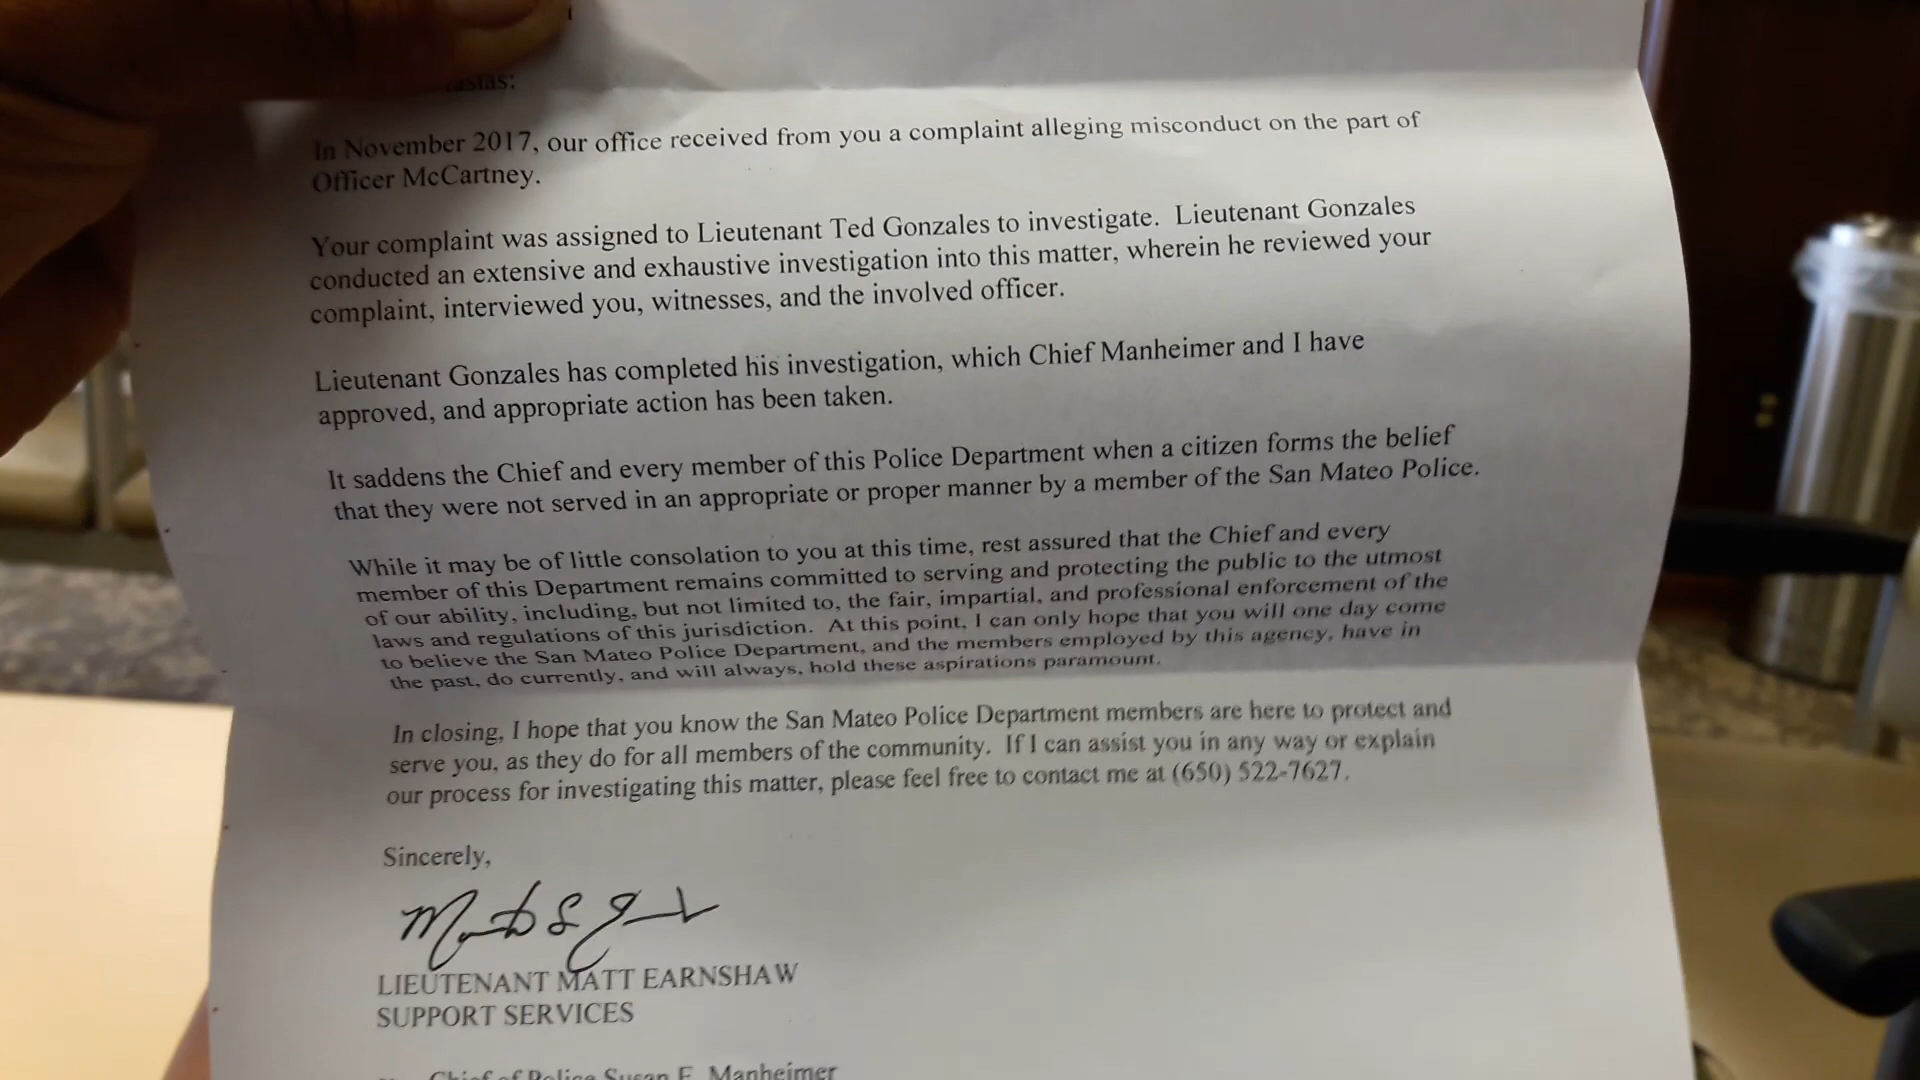 In November 2017, our office received from you a complaint alleging misconduct on the part of
Officer McCartney.
Your complaint was assigned to Lieutenant Ted Gonzales to investigate. Lieutenant Gonzales
conducted an extensive and exhaustive investigation into this matter, wherein he reviewed your
complaint, interviewed you, witnesses, and the involved officer.
Lieutenant Gonzales has completed his investigation, which Chief Manheimer and I have
approved, and appropriate action has been taken.
It saddens the Chief and every member of this Police Department when a citizen forms the belief
that they were not served in an appropriate or proper manner by a member of the San Mateo Police.
While it may be of little consolation to you at this time, rest assured that the Chief and every
member of this Department remains committed to serving and protecting the public to the utmost
of our ability, including, but not limited to, the fair, impartial, and professional enforcement of the
laws and regulations of this jurisdiction. At this point, I can only hope that you will one day come
to believe the San Mateo Police Department, and the members employed by this agency, have in
the past, do currently, and will always, hold these aspirations paramount.
In closing, I hope that you know the San Mateo Police Department members are here to protect and
serve you, as they do for all members of the community. If I can assist you in any way or explain
our process for investigating this matter, please feel free to contact me at (650) 522-7627.
Sincerely,
LIEUTENANT MATT EARNSHAW
SUPPORT SERVICES
Chief of Police Susan E. Manheimer